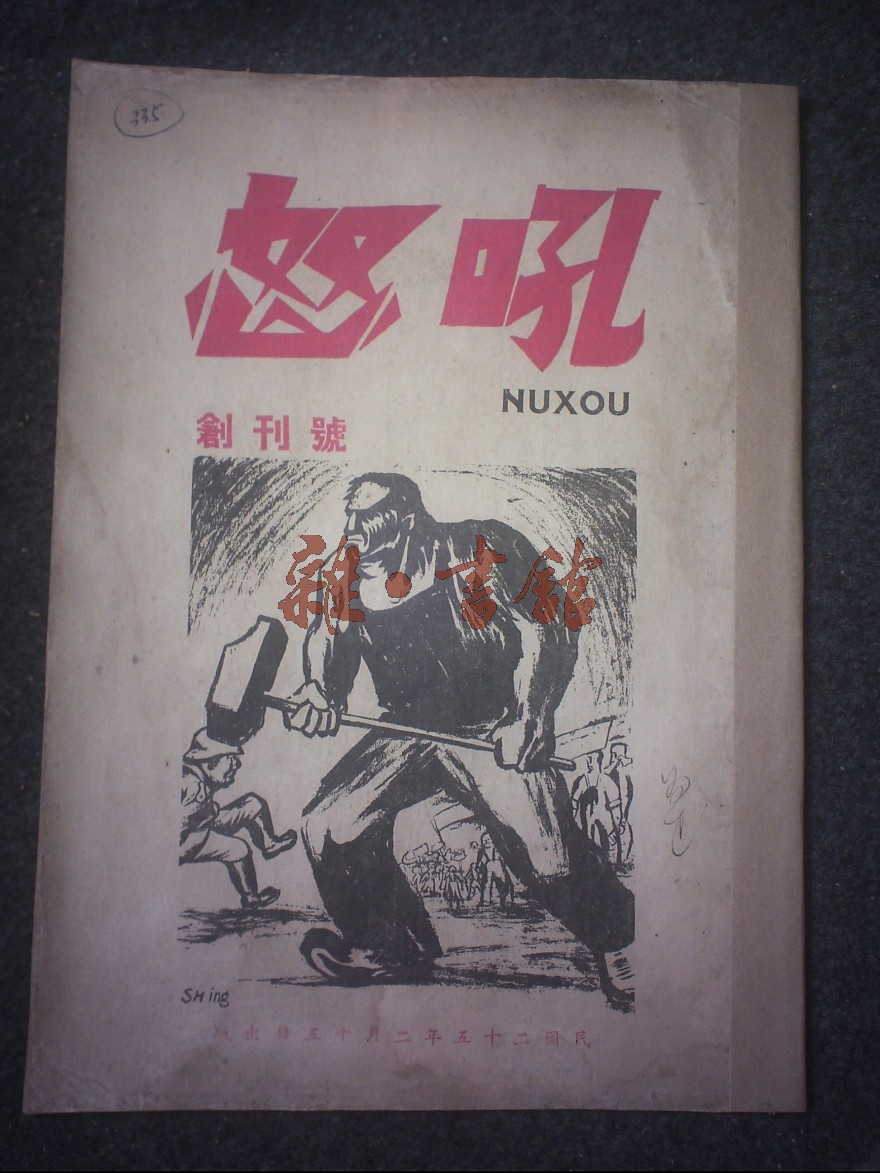 335
怒吼
NUXOU
創刊號
雜·書館
SHing
民國二十五年二月十五日出版